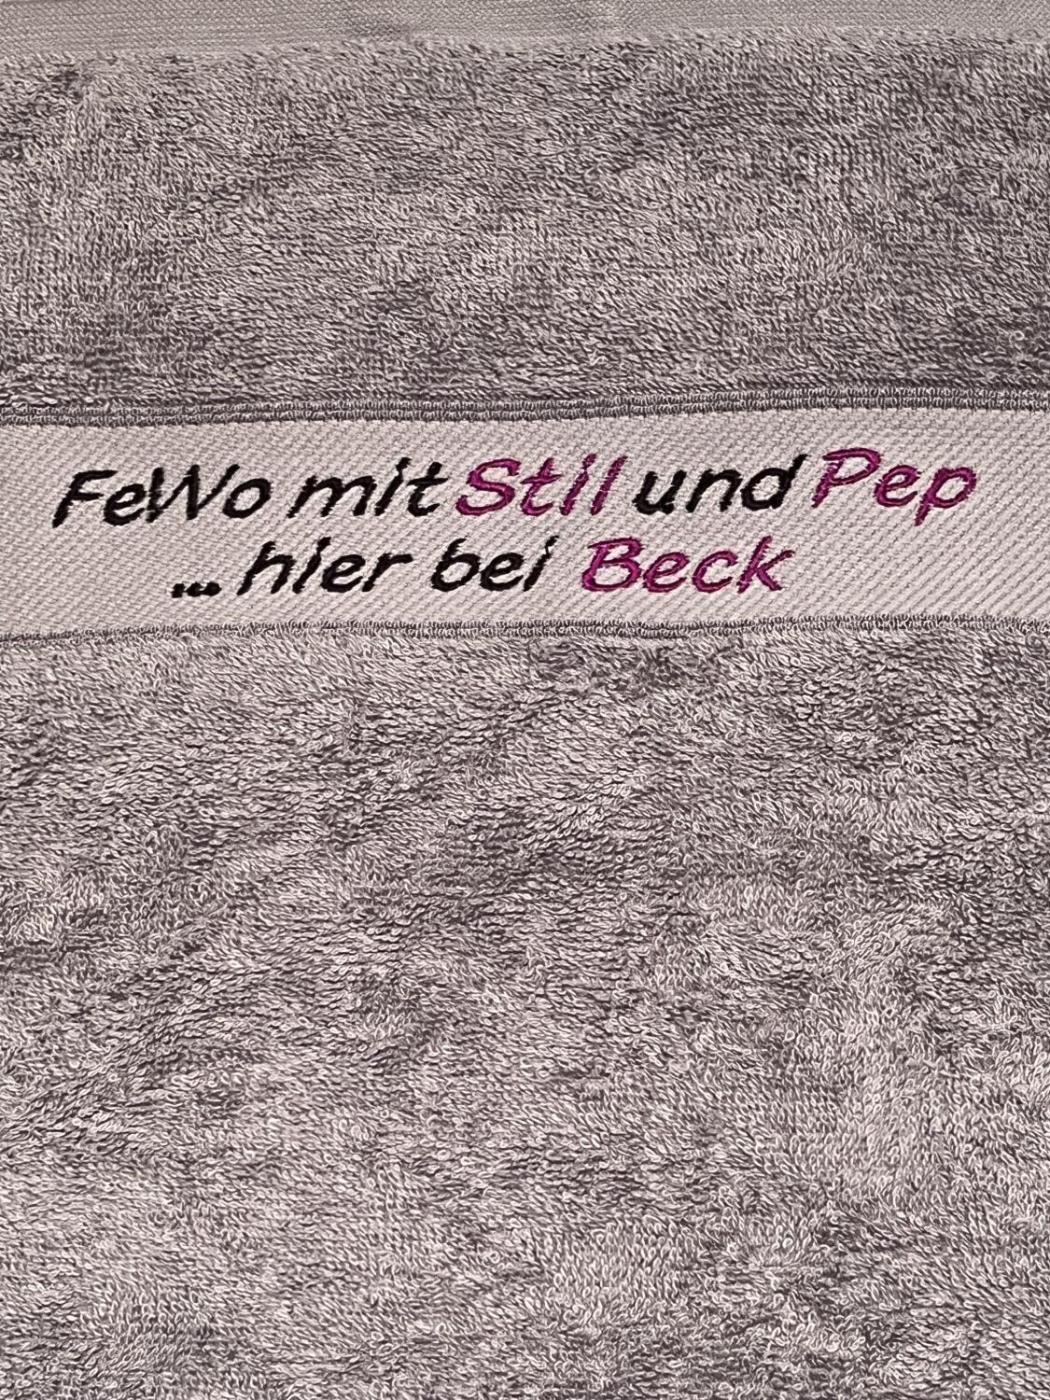 FeWo mit Stil und Pep
... hier bei Beck